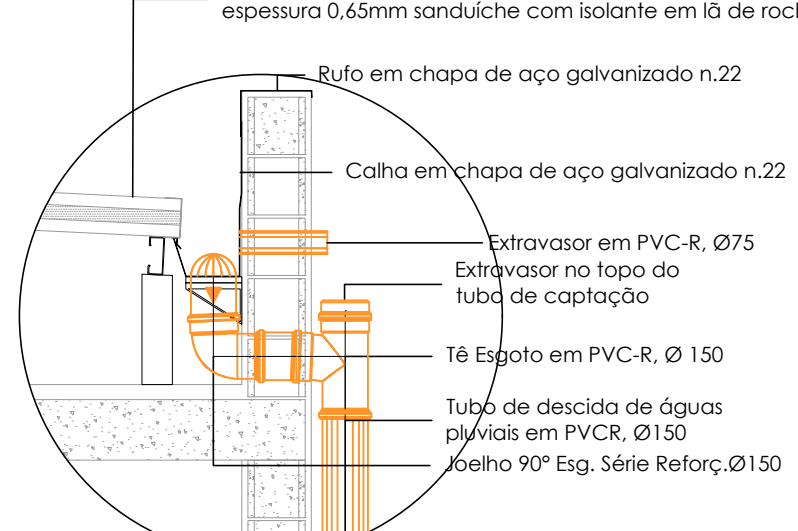 espessura 0,65mm sanduíche com isolante em lã de
Rufo em chapa de aço galvanizado n.22
Calha em chapa de aço galvanizado n.22
Extravasor em PVC-R, Ø75
Extravasor no topo do
tubo de captação
Tê Esgoto em PVC-R, Ø 150
Tubo de descida de águas
pluviais em PVCR, Ø150
Joelho 90° Esg. Série Reforç.Ø150